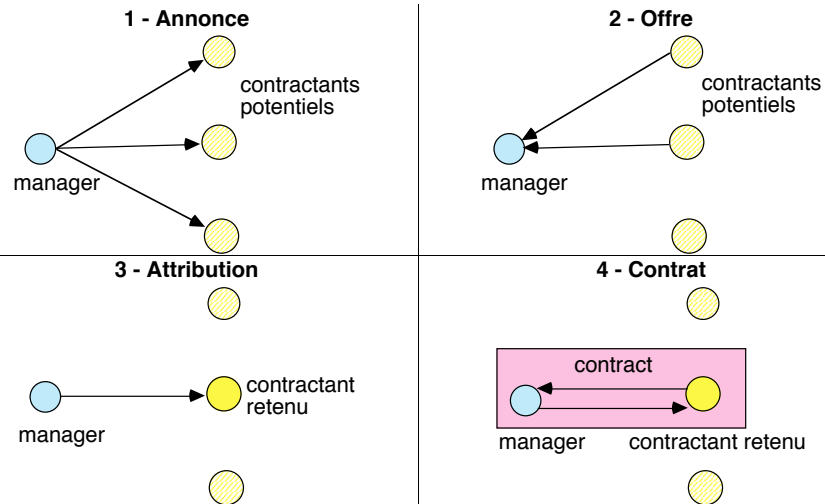 1 - Annonce
contractants
potentiels
manager
2 - Offre
contractants
potentiels
manager
3 - Attribution
contractant
retenu
manager
4 - Contrat
contract
manager
contractant retenu